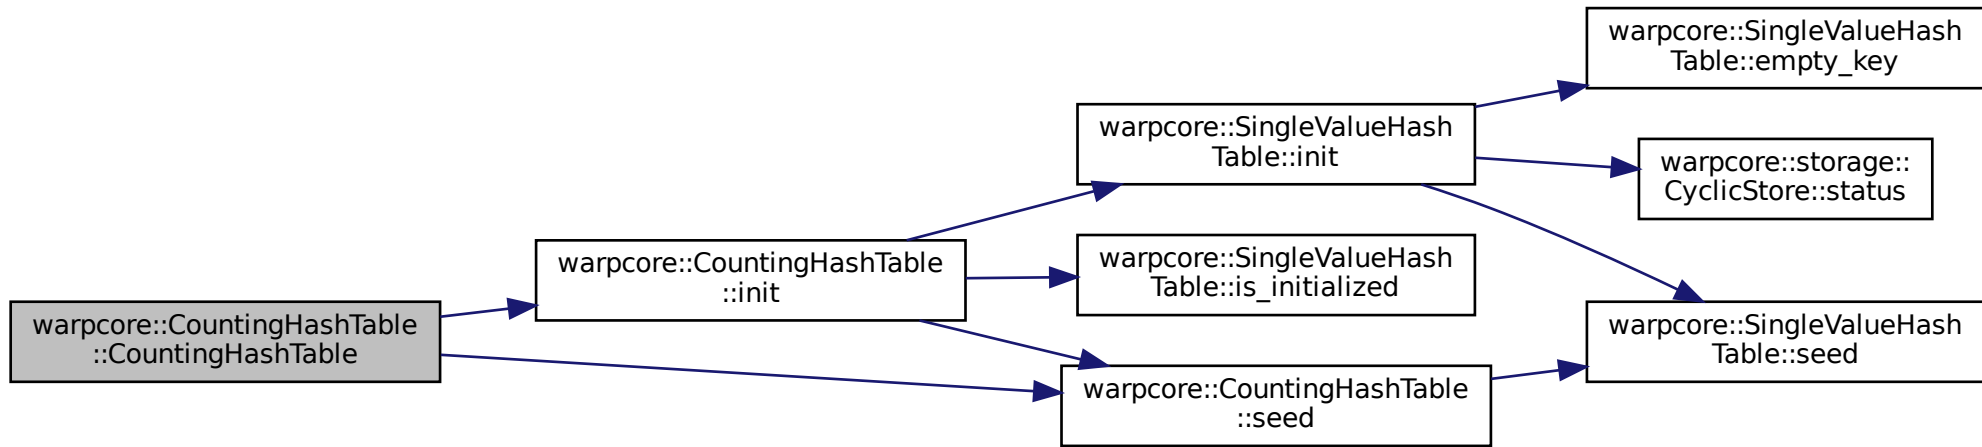 warpcore::CountingHashTable
::CountingHashTable
warpcore::CountingHashTable
::init
warpcore::SingleValueHash
Table::init
warpcore::SingleValueHash
Table::is_initialized
warpcore::CountingHashTable
::seed
warpcore::SingleValueHash
Table::empty_key
warpcore::storage::
CyclicStore::status
warpcore::SingleValueHash
Table::seed